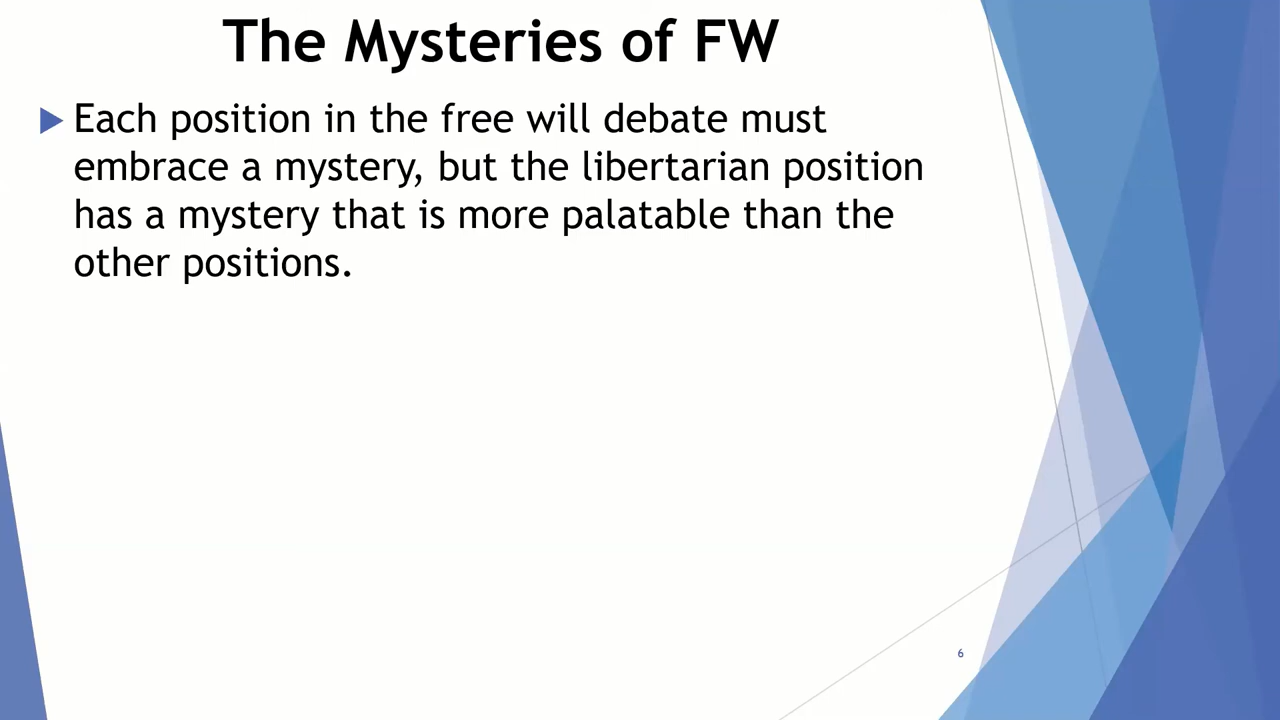 The Mysteries of FW
Each position in the free will debate must
embrace a mystery, but the libertarian position
has a mystery that is more palatable than the
other positions.
6